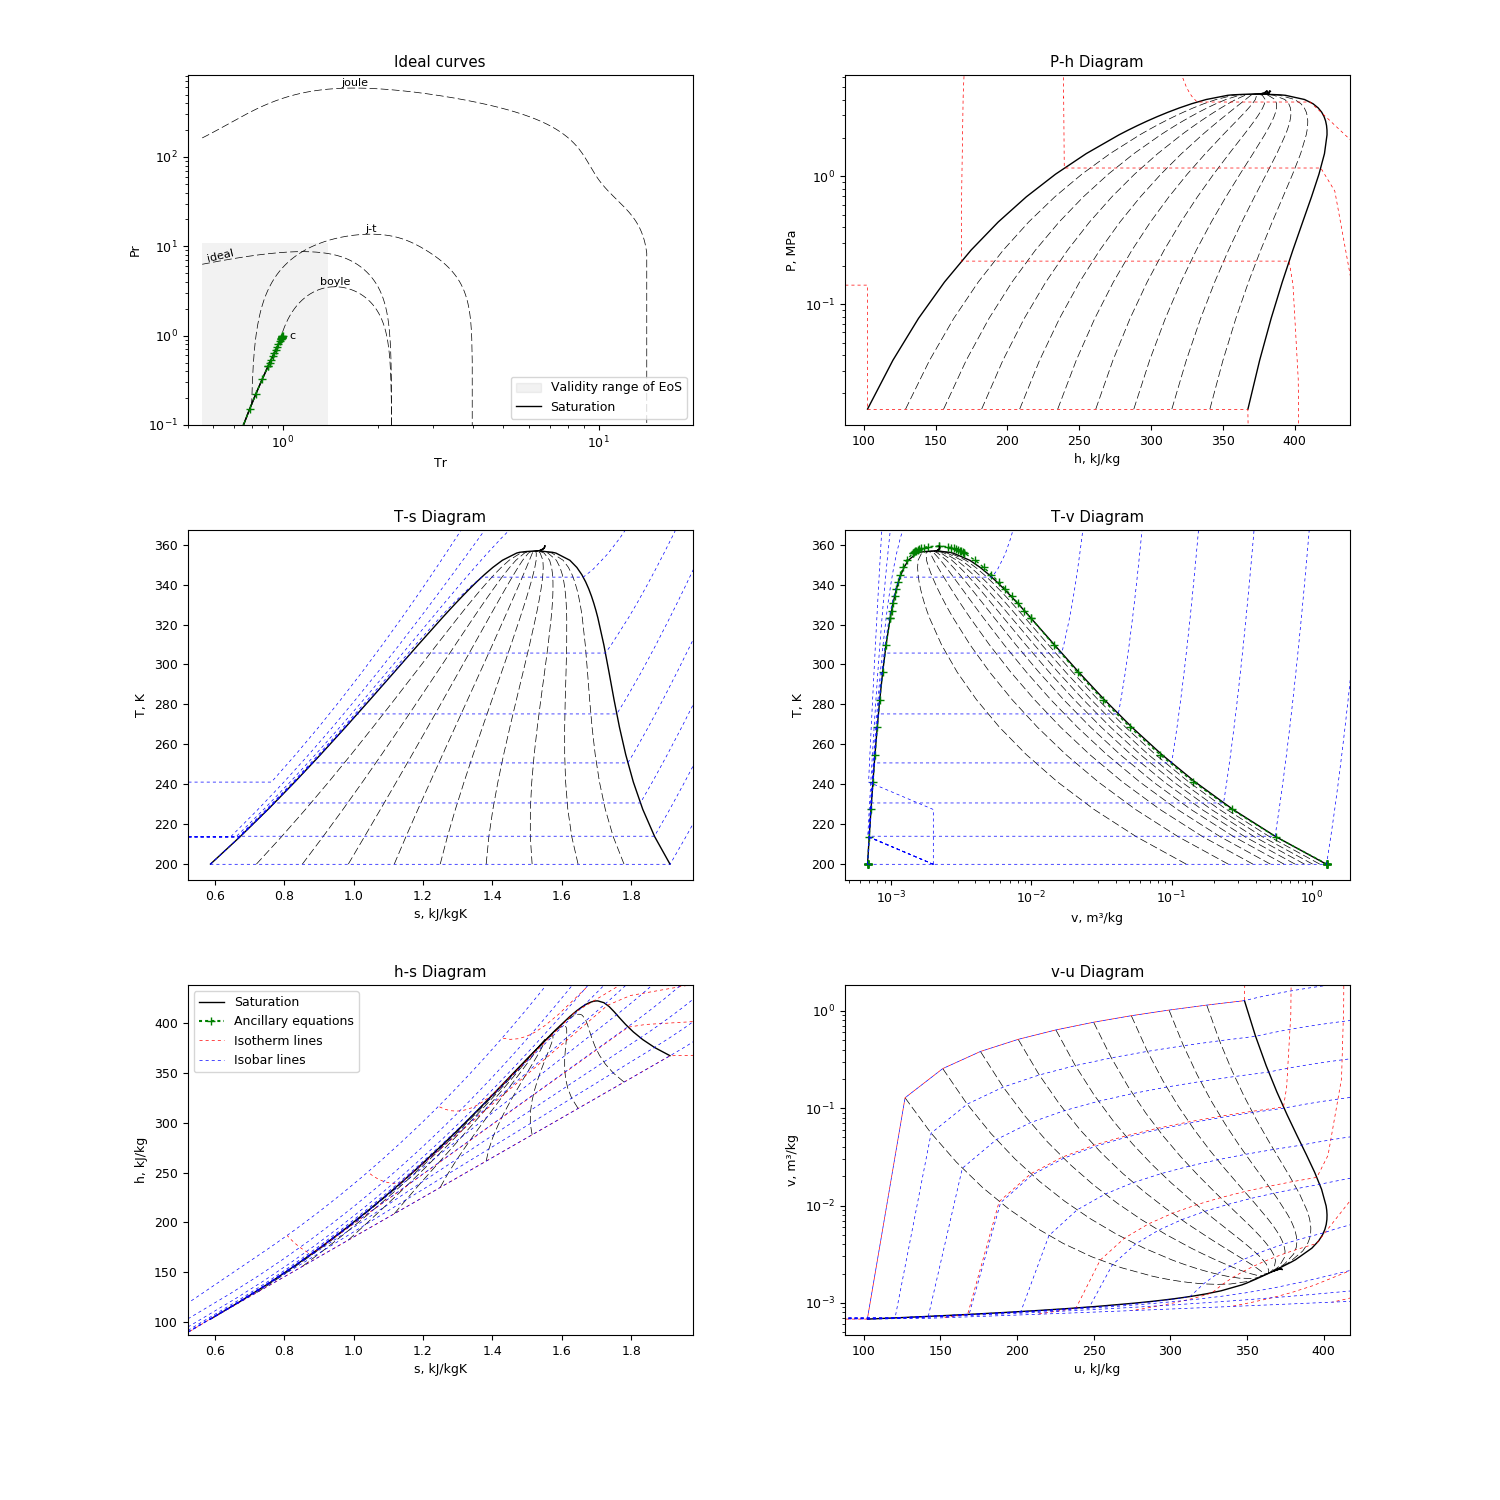 Ideal curves
joule
10²
Pr
10¹
ideal
j-t
boyle
10⁰
c
Validity range of EoS
Saturation
10⁻¹
10⁰
10¹
Tr
P-h Diagram
10⁰
P, MPa
10⁻¹
100 150 200 250 300 350 400
h, kJ/kg
T-s Diagram
360
340
320
300
280
T, K
260
240
220
200
0.6 0.8 1.0 1.2 1.4 1.6 1.8
s, kJ/kgK
T-v Diagram
360
340
320
300
280
T, K
260
240
220
200
10⁻³ 10⁻² 10⁻¹ 10⁰
v, m³/kg
h-s Diagram
Saturation
Ancillary equations
Isotherm lines
Isobar lines
400
350
300
250
h, kJ/kg
200
150
100
0.6 0.8 1.0 1.2 1.4 1.6 1.8
s, kJ/kgK
v-u Diagram
10⁰
10⁻¹
v, m³/kg
10⁻²
10⁻³
100 150 200 250 300 350 400
u, kJ/kg